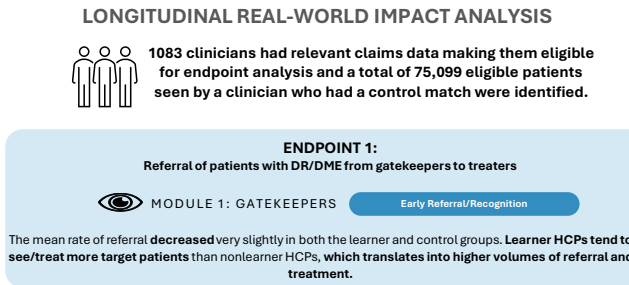 LONGITUDINAL REAL-WORLD IMPACT ANALYSIS
1083 clinicians had relevant claims data making them eligible
for endpoint analysis and a total of 75,099 eligible patients
seen by a clinician who had a control match were identified.
ENDPOINT 1:
Referral of patients with DR/DME from gatekeepers to treaters
MODULE 1: GATEKEEPERS
Early Referral/Recognition
The mean rate of referral decreased very slightly in both the learner and control groups. Learner HCPs tend to
see/treat more target patients than nonlearner HCPs, which translates into higher volumes of referral and
treatment.